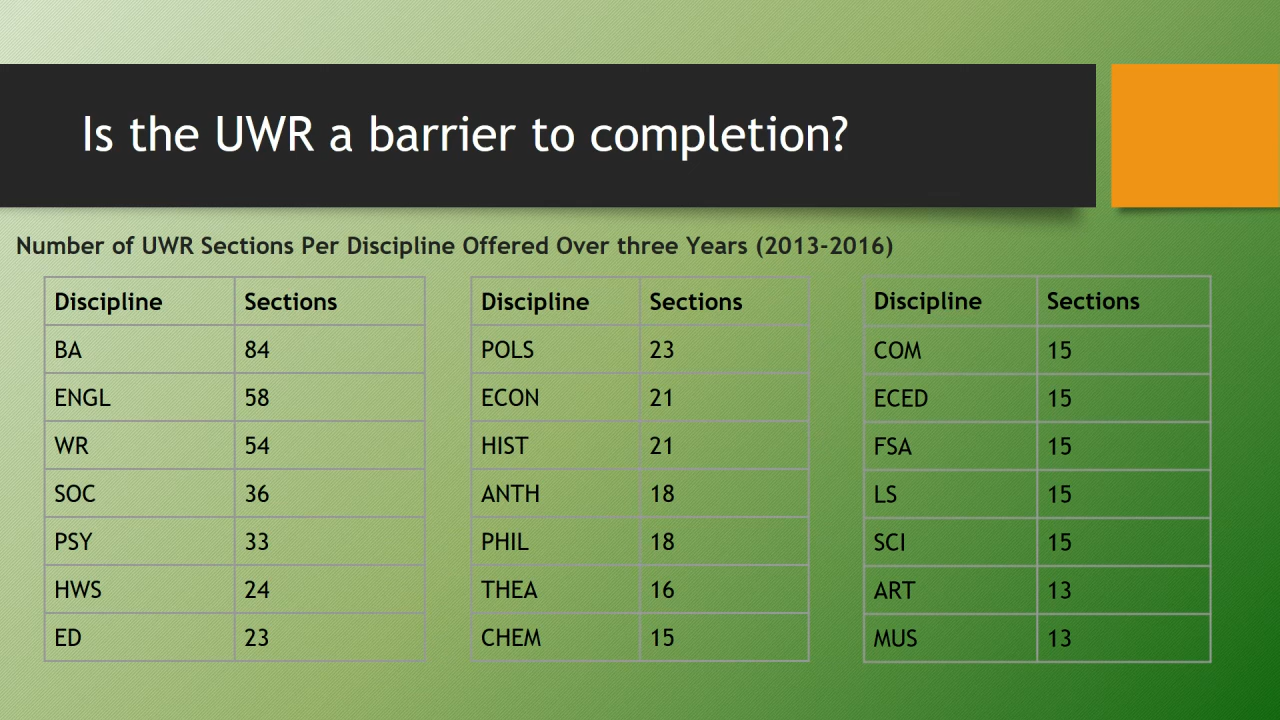 Is the UWR a barrier to completion?
Number of UWR Sections Per Discipline Offered Over three Years (2013-2016)
Discipline Sections
BA 84
ENGL 58
WR 54
SOC 36
PSY 33
HWS 24
ED 23
Discipline Sections
POLS 23
ECON 21
HIST 21
ANTH 18
PHIL 18
THEA 16
CHEM 15
Discipline Sections
COM 15
ECED 15
FSA 15
LS 15
SCI 15
ART 13
MUS 13